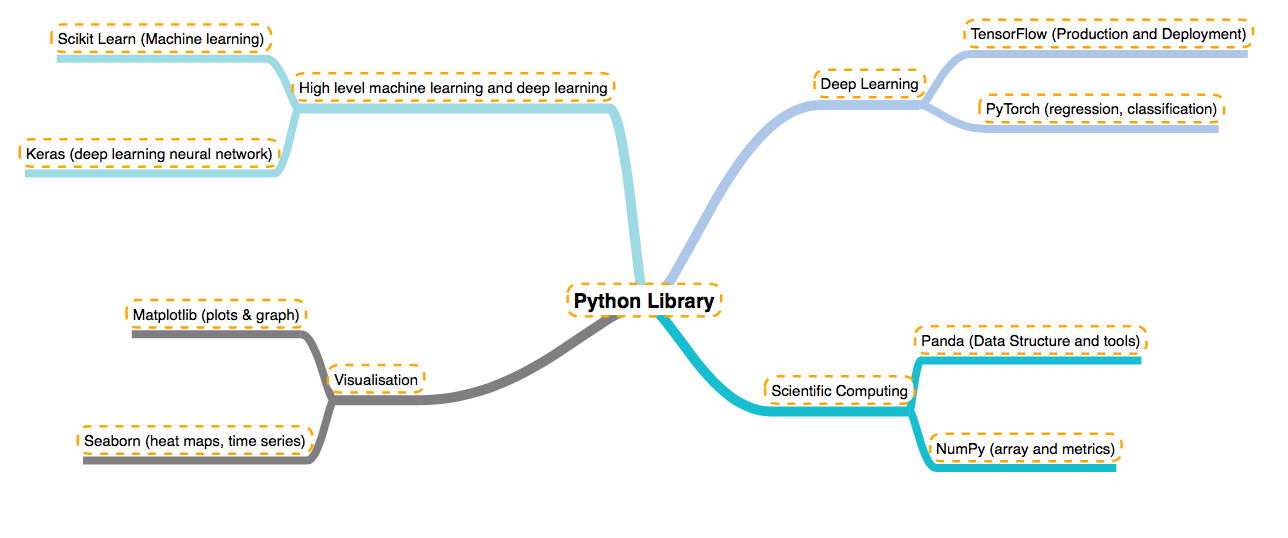 Scikit Learn (Machine learning)
High level machine learning and deep learning
Keras (deep learning neural network)
TensorFlow (Production and Deployment)
Deep Learning
PyTorch (regression, classification)
Python Library
Matplotlib (plots & graph)
Visualisation
Seaborn (heat maps, time series)
Panda (Data Structure and tools)
Scientific Computing
NumPy (array and metrics)